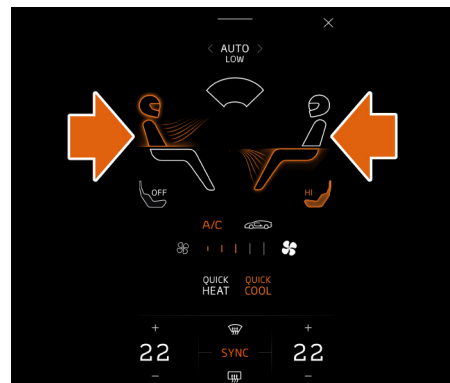 AUTO
LOW
OFF
HI
A/C
QUICK
HEAT
QUICK
COOL
22
SYNC
22